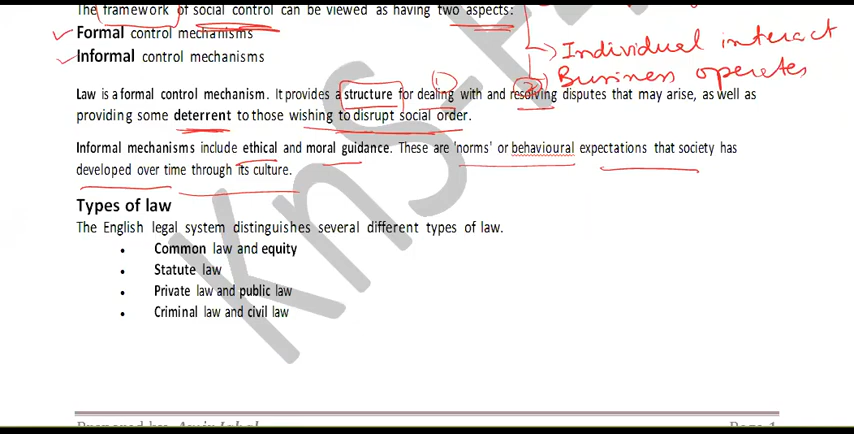 The framework of social control can be viewed as having two aspects:
Formal control mechanisms
Informal control mechanisms
Individual interact
Business operates
Law is a formal control mechanism. It provides a structure for dealing with and resolving disputes that may arise, as well as
providing some deterrent to those wishing to disrupt social order.
1
2
Informal mechanisms include ethical and moral guidance. These are 'norms' or behavioural expectations that society has
developed over time through its culture.
Types of law
The English legal system distinguishes several different types of law.
• Common law and equity
• Statute law
• Private law and public law
• Criminal law and civil law